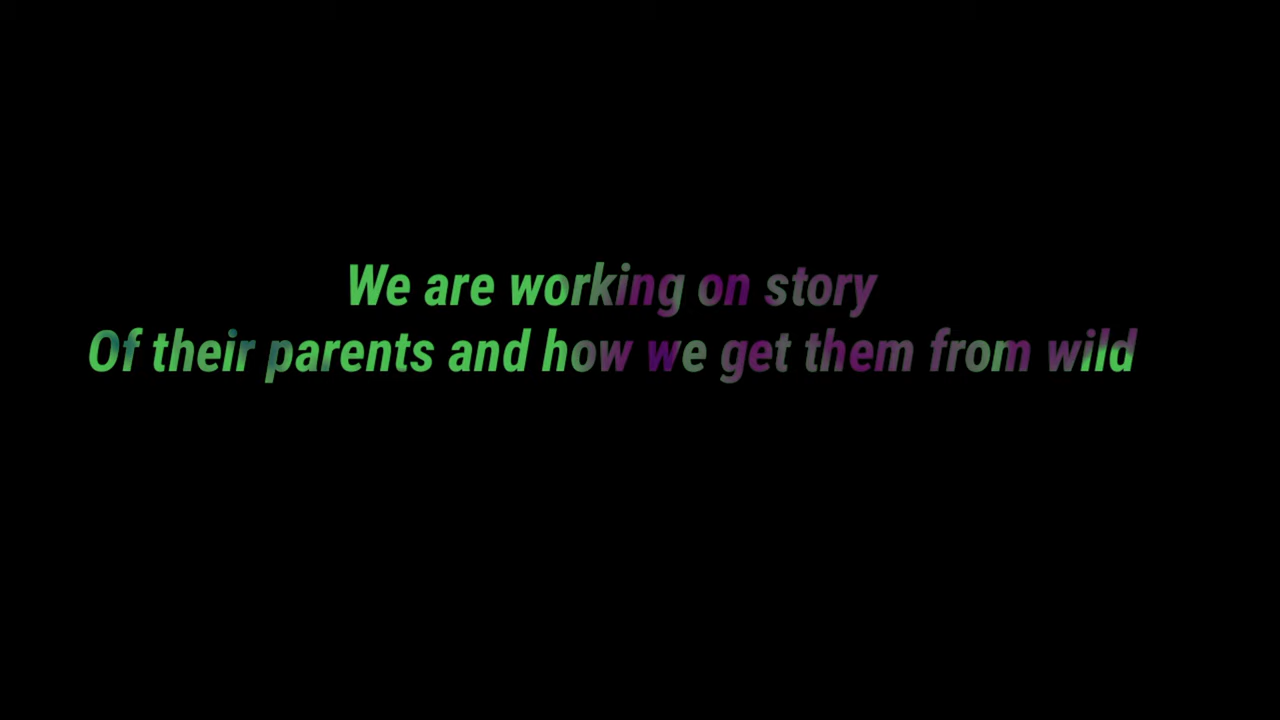 We are working on story
Of their parents and how we get them from wild